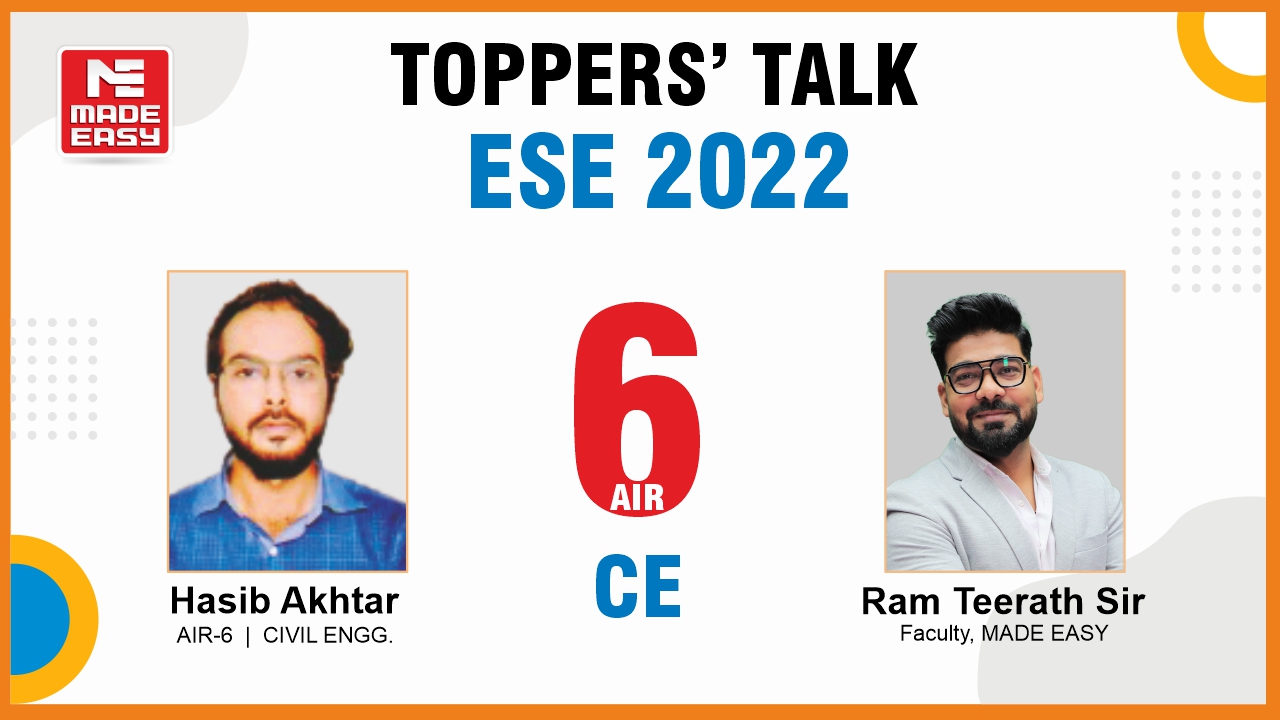 ME
MADE
EASY
TOPPERS’ TALK
ESE 2022
6
AIR
CE
Hasib Akhtar
AIR-6 | CIVIL ENGG.
Ram Teerath Sir
Faculty, MADE EASY